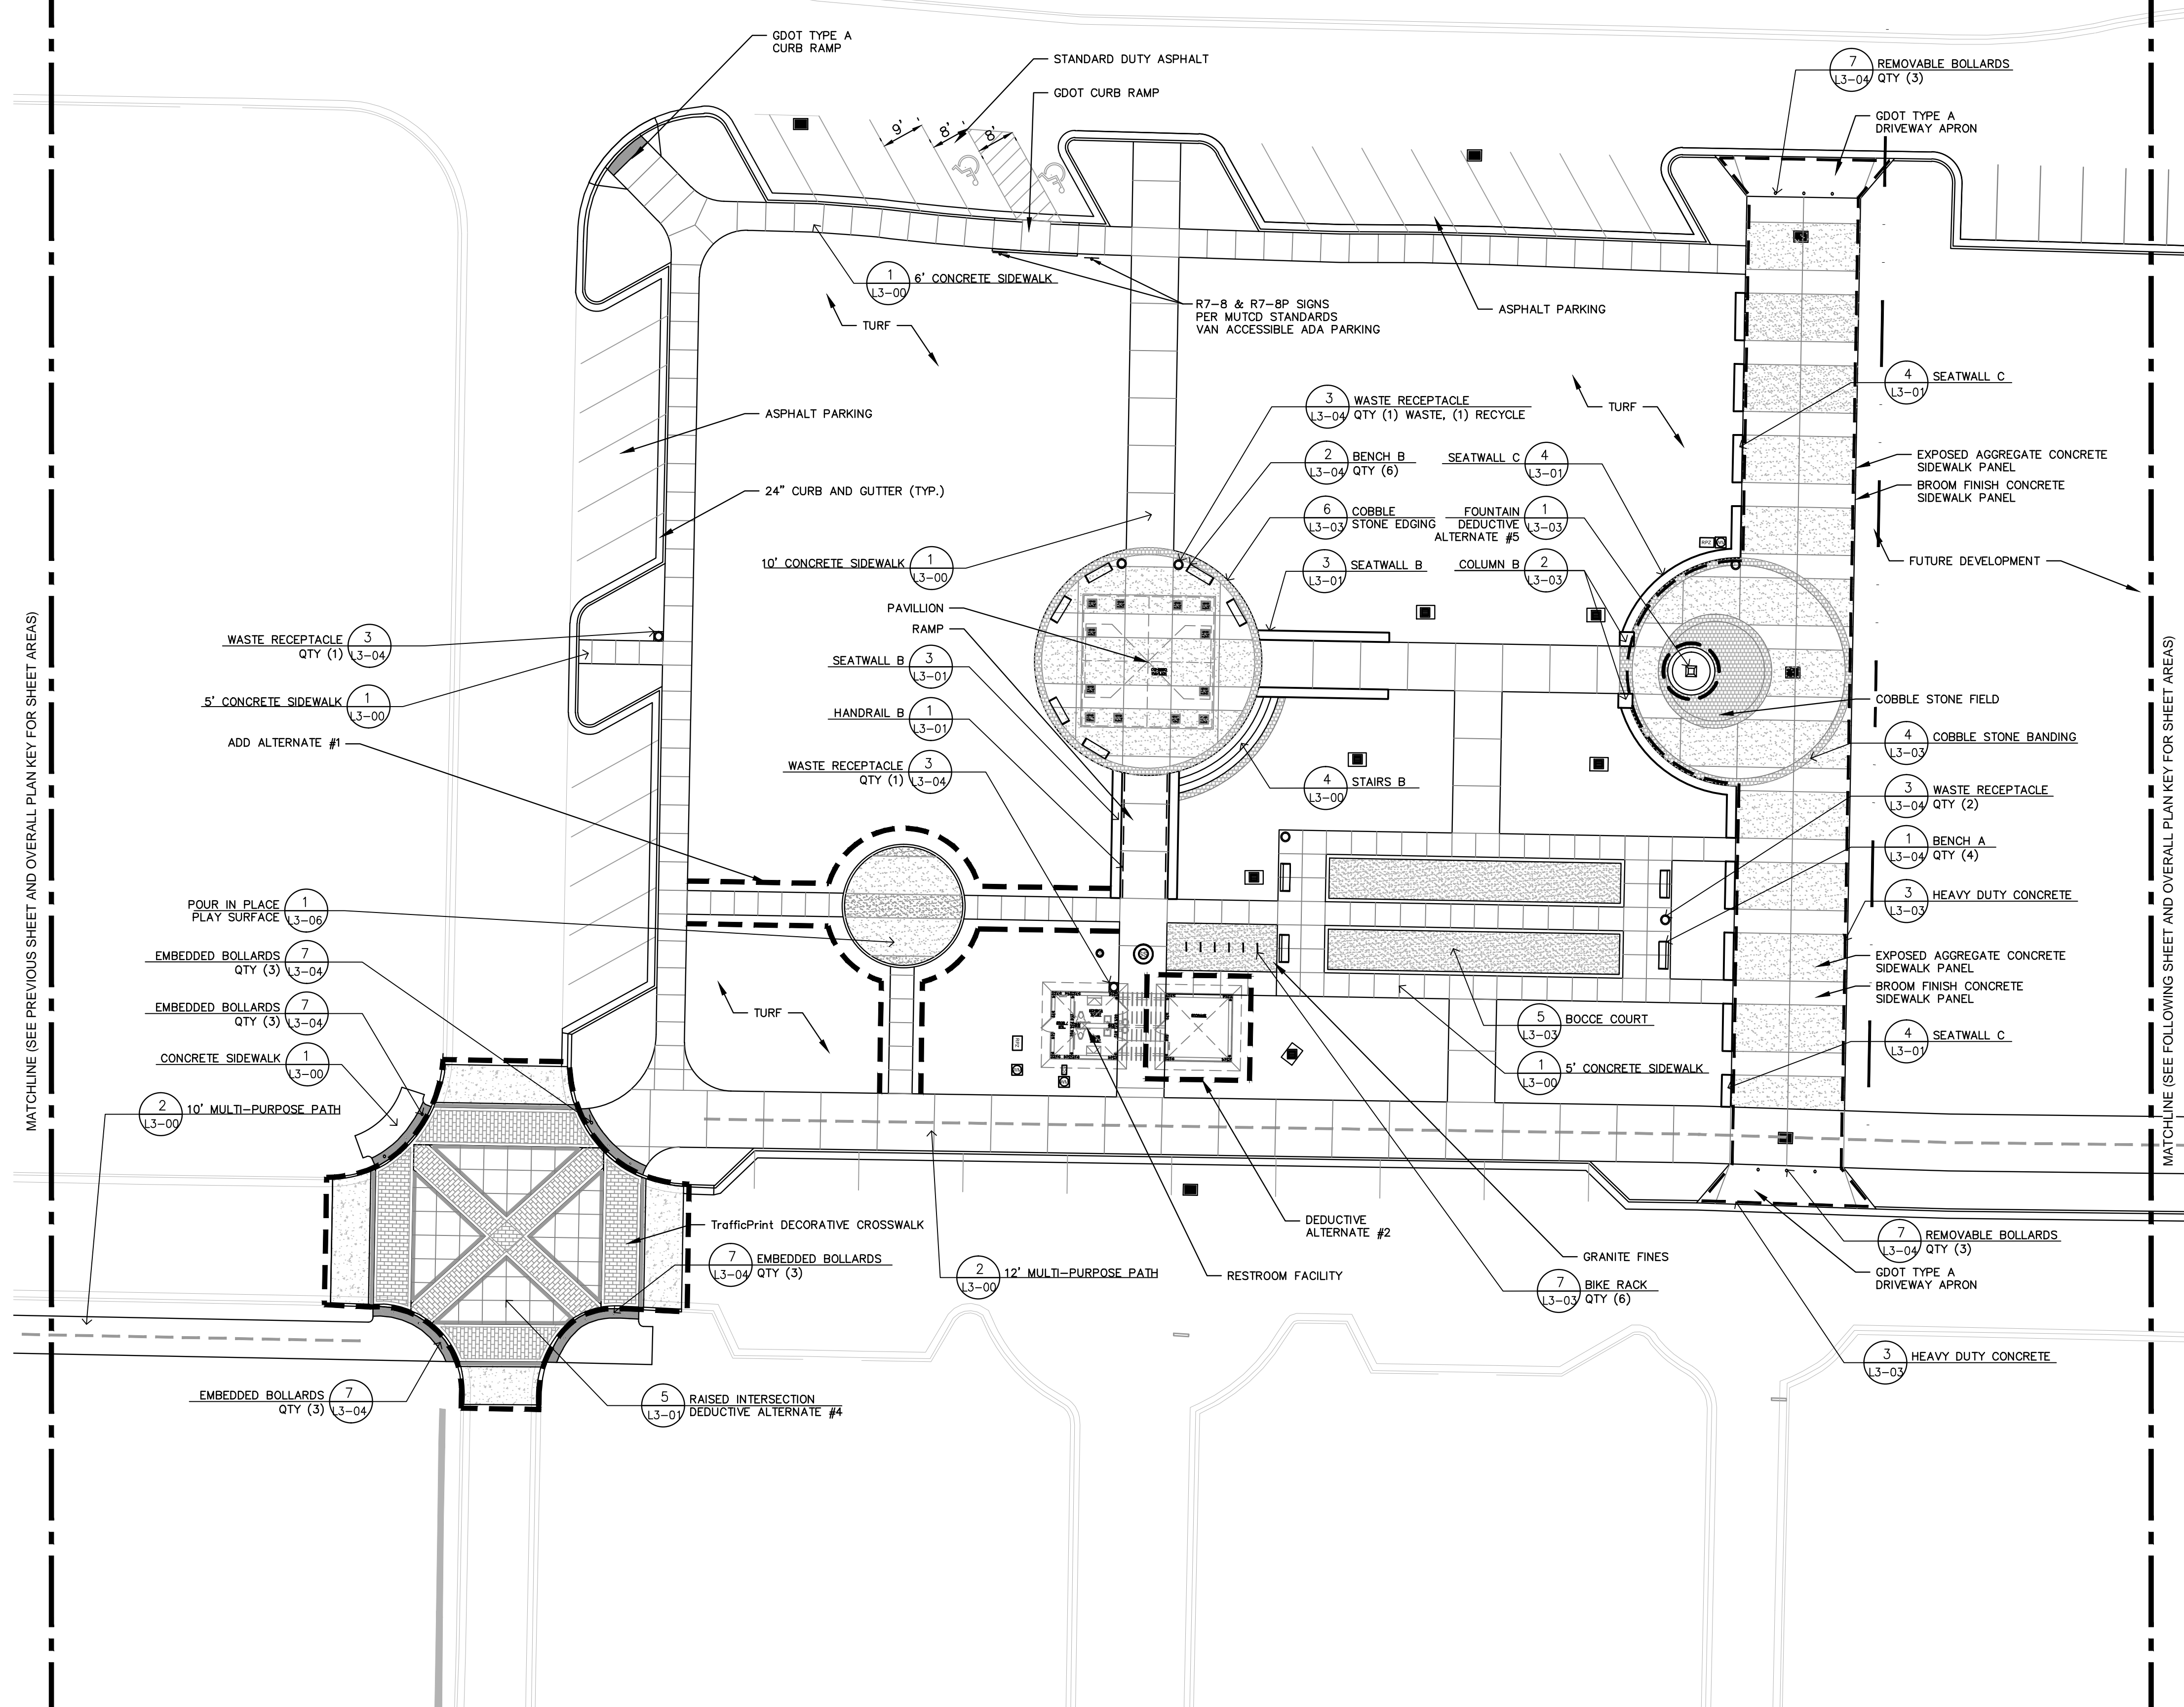 GDOT TYPE A
CURB RAMP
STANDARD DUTY ASPHALT
GDOT CURB RAMP
9'
8'
8'
7
L3-04
REMOVABLE BOLLARDS
QTY (3)
GDOT TYPE A
DRIVEWAY APRON
1
L3-00
6' CONCRETE SIDEWALK
TURF
R7-8 & R7-8P SIGNS
PER MUTCD STANDARDS
VAN ACCESSIBLE ADA PARKING
ASPHALT PARKING
ASPHALT PARKING
24" CURB AND GUTTER (TYP.)
3
L3-04
WASTE RECEPTACLE
QTY (1) WASTE, (1) RECYCLE
2
L3-04
BENCH B
QTY (6)
6
L3-03
COBBLE
STONE EDGING
3
L3-01
SEATWALL B
TURF
SEATWALL C
4
L3-01
FOUNTAIN
DEDUCTIVE
ALTERNATE #5
1
L3-03
COLUMN B
2
L3-03
4
L3-01
SEATWALL C
EXPOSED AGGREGATE CONCRETE
SIDEWALK PANEL
BROOM FINISH CONCRETE
SIDEWALK PANEL
FUTURE DEVELOPMENT
RPZ
10' CONCRETE SIDEWALK
1
L3-00
PAVILLION
RAMP
SEATWALL B
3
L3-01
HANDRAIL B
1
L3-01
WASTE RECEPTACLE
QTY (1)
3
L3-04
WASTE RECEPTACLE
QTY (1)
3
L3-04
5' CONCRETE SIDEWALK
1
L3-00
ADD ALTERNATE #1
4
L3-00
STAIRS B
COBBLE STONE FIELD
4
L3-03
COBBLE STONE BANDING
3
L3-04
WASTE RECEPTACLE
QTY (2)
1
L3-04
BENCH A
QTY (4)
3
L3-03
HEAVY DUTY CONCRETE
EXPOSED AGGREGATE CONCRETE
SIDEWALK PANEL
BROOM FINISH CONCRETE
SIDEWALK PANEL
4
L3-01
SEATWALL C
POUR IN PLACE
PLAY SURFACE
1
L3-06
EMBEDDED BOLLARDS
QTY (3)
7
L3-04
EMBEDDED BOLLARDS
QTY (3)
7
L3-04
CONCRETE SIDEWALK
1
L3-00
2
L3-00
10' MULTI-PURPOSE PATH
TURF
5
L3-03
BOCCE COURT
1
L3-00
5' CONCRETE SIDEWALK
TrafficPrint DECORATIVE CROSSWALK
7
L3-04
EMBEDDED BOLLARDS
QTY (3)
2
L3-00
12' MULTI-PURPOSE PATH
DEDUCTIVE
ALTERNATE #2
RESTROOM FACILITY
GRANITE FINES
7
L3-03
BIKE RACK
QTY (6)
7
L3-04
REMOVABLE BOLLARDS
QTY (3)
GDOT TYPE A
DRIVEWAY APRON
3
L3-03
HEAVY DUTY CONCRETE
EMBEDDED BOLLARDS
QTY (3)
7
L3-04
5
L3-01
RAISED INTERSECTION
DEDUCTIVE ALTERNATE #4
MATCHLINE (SEE PREVIOUS SHEET AND OVERALL PLAN KEY FOR SHEET AREAS)
MATCHLINE (SEE FOLLOWING SHEET AND OVERALL PLAN KEY FOR SHEET AREAS)